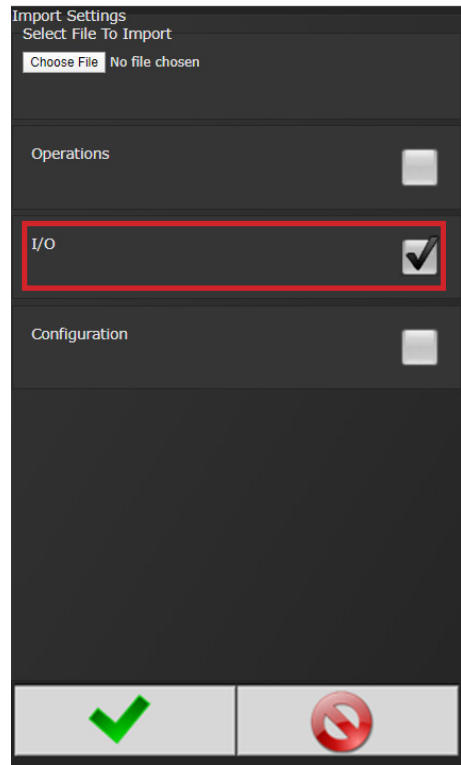 Import Settings
Select File To Import
Choose File No file chosen
Operations
I/O
Configuration